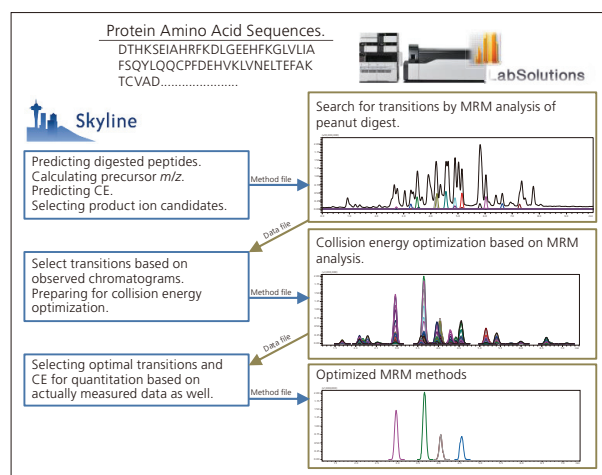 Protein Amino Acid Sequences.
DTHKSEIAHRFKDLGEEHFKGLVLIA
FSQYLQQCPFDEHVKLVNELTEFAK
TCVAD......................
LabSolutions
Skyline
Search for transitions by MRM analysis of
peanut digest.
Predicting digested peptides.
Calculating precursor m/z.
Predicting CE.
Selecting product ion candidates.
Method file
Data file
Collision energy optimization based on MRM
analysis.
Select transitions based on
observed chromatograms.
Preparing for collision energy
optimization.
Method file
Data file
Selecting optimal transitions and
CE for quantitation based on
actually measured data as well.
Method file
Optimized MRM methods